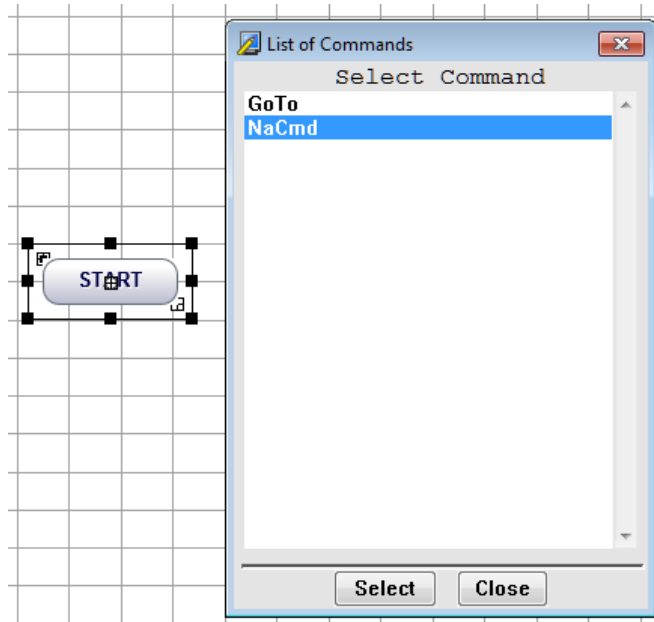 List of Commands
Select Command
GoTo
NaCmd
START
Select Close